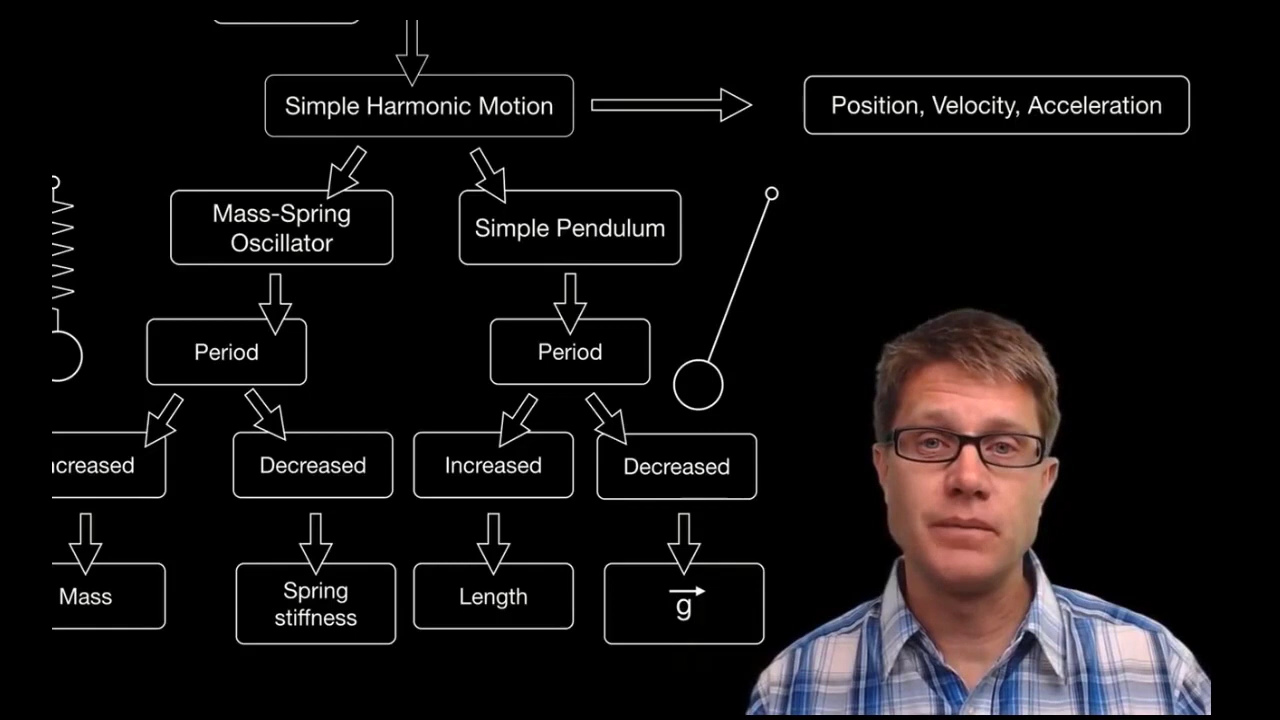 Simple Harmonic Motion
Position, Velocity, Acceleration
Mass-Spring
Oscillator
Simple Pendulum
Period
Period
ncreased
Decreased
Increased
Decreased
Mass
Spring
stiffness
Length
g